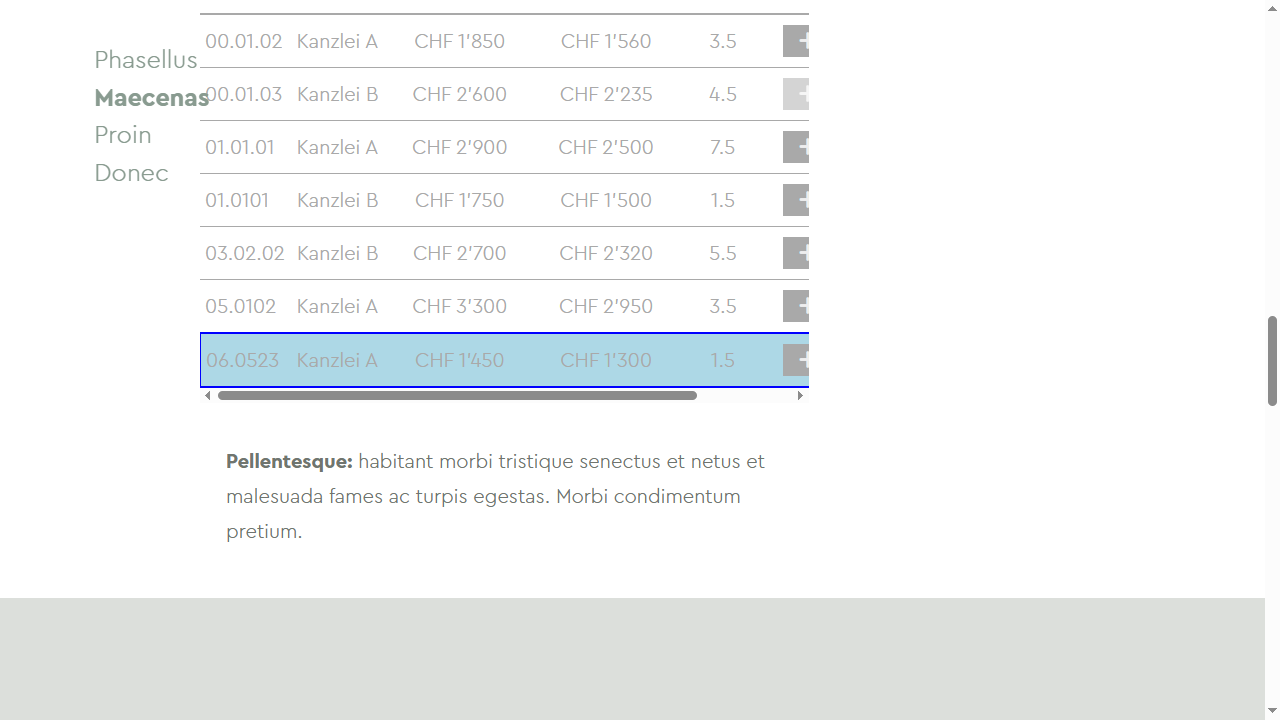 Phasellus
Maecenas
Proin
Donec
00.01.02 Kanzlei A CHF 1'850 CHF 1'560 3.5 +
00.01.03 Kanzlei B CHF 2'600 CHF 2'235 4.5 +
01.01.01 Kanzlei A CHF 2'900 CHF 2'500 7.5 +
01.0101 Kanzlei B CHF 1'750 CHF 1'500 1.5 +
03.02.02 Kanzlei B CHF 2'700 CHF 2'320 5.5 +
05.0102 Kanzlei A CHF 3'300 CHF 2'950 3.5 +
06.0523 Kanzlei A CHF 1'450 CHF 1'300 1.5 +
Pellentesque: habitant morbi tristique senectus et netus et
malesuada fames ac turpis egestas. Morbi condimentum
pretium.